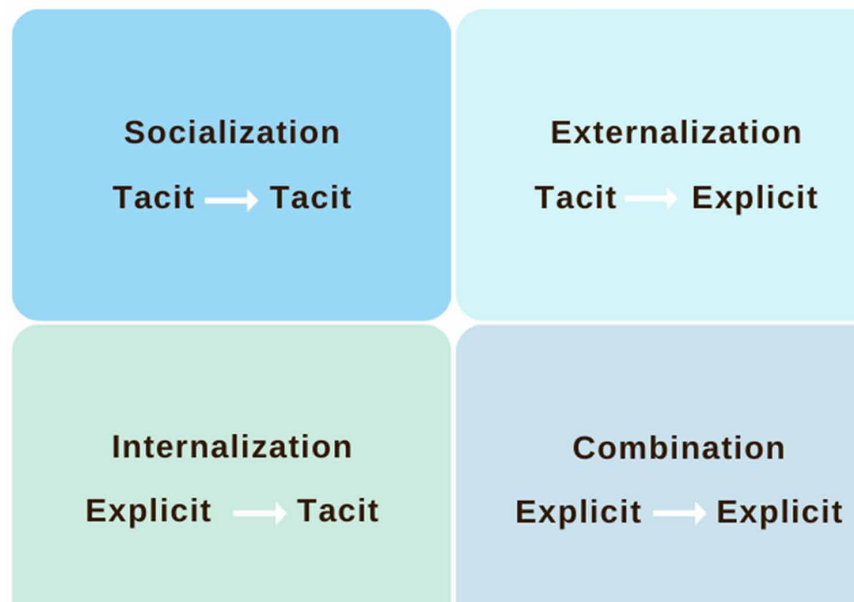 Socialization
Tacit Tacit
Externalization
Tacit Explicit
Internalization
Explicit Tacit
Combination
Explicit Explicit